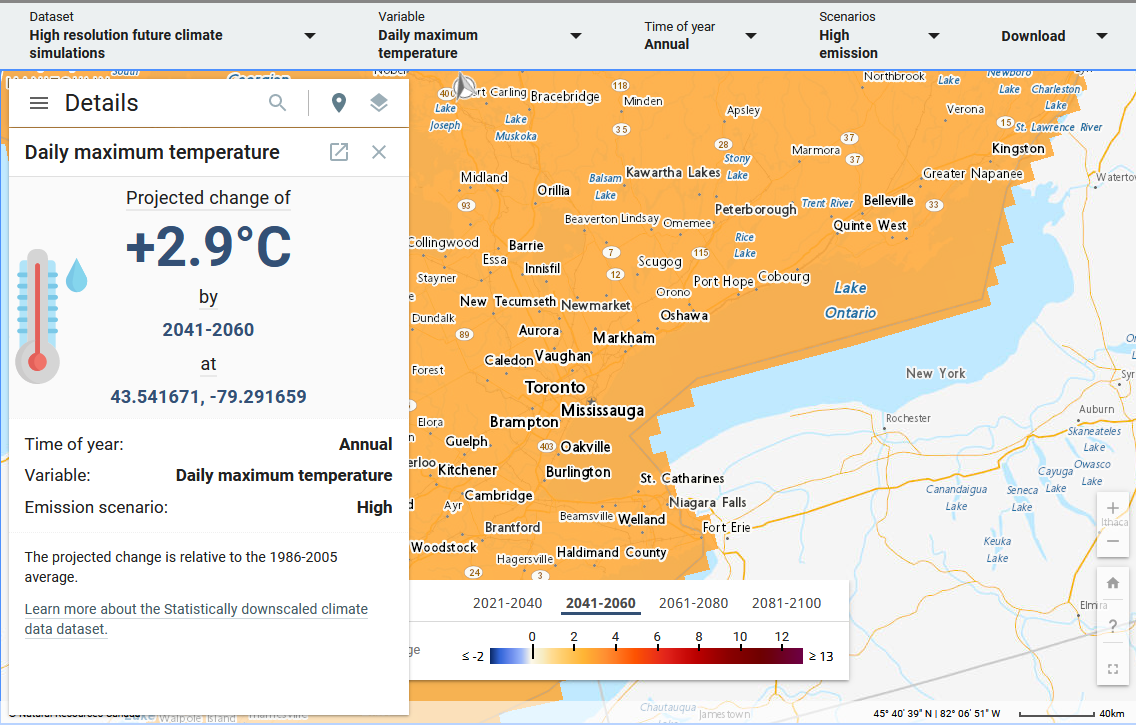 Dataset
High resolution future climate
simulations
Variable
Daily maximum
temperature
Time of year
Annual
Scenarios
High
emission
Download
Details
Daily maximum temperature
Projected change of
+2.9°C
by
2041-2060
at
43.541671, -79.291659
Time of year:
Annual
Variable:
Daily maximum temperature
Emission scenario:
High
The projected change is relative to the 1986-2005
average.
Learn more about the Statistically downscaled climate
data dataset.
South
Georgian
400
Lake
Joseph
Bracebridge
118
Minden
Lake
Muskoka
35
Apsley
Northbrook
Lake
Newboro
Lake
Charleston
Lake
Verona
15
St. Lawrence River
Kingston
37
28
Stony
Lake
Marmora
37
Kawartha Lakes
Greater Napanee
Midland
Orillia
Balsam
Lake
93
Peterborough
Trent River
Belleville
33
Beaverton
Lindsay
Omemee
Quinte West
Collingwood
Barrie
Essa
Innisfil
7
12
115
Rice
Lake
Scugog
Stayner
Port Hope
Cobourg
Orono
New Tecumseth
Newmarket
Oshawa
Lake
Ontario
Dundalk
89
Aurora
Markham
Caledon
Vaughan
Forest
Toronto
Mississauga
New York
Elora
Brampton
Rochester
Auburn
Guelph
403
Oakville
Skaneateles
Lake
Kitchener
Burlington
St. Catharines
Owasco
Lake
Cayuga
Lake
Ayr
Cambridge
Niagara Falls
Canandaigua
Lake
Seneca
Lake
Brantford
Beamsville
Welland
Fort Erie
Ithaca
Woodstock
Hagersville
Haldimand County
Keuka
Lake
24
3
Elmira
+
−
?
2021-2040
2041-2060
2061-2080
2081-2100
0 2 4 6 8 10 12
≤ -2
≥ 13
Chautauqua
Jamestown
Lake
Walpole Island
Thamesville
© Natural Resources Canada
45° 40' 39" N | 82° 06' 51" W
40km